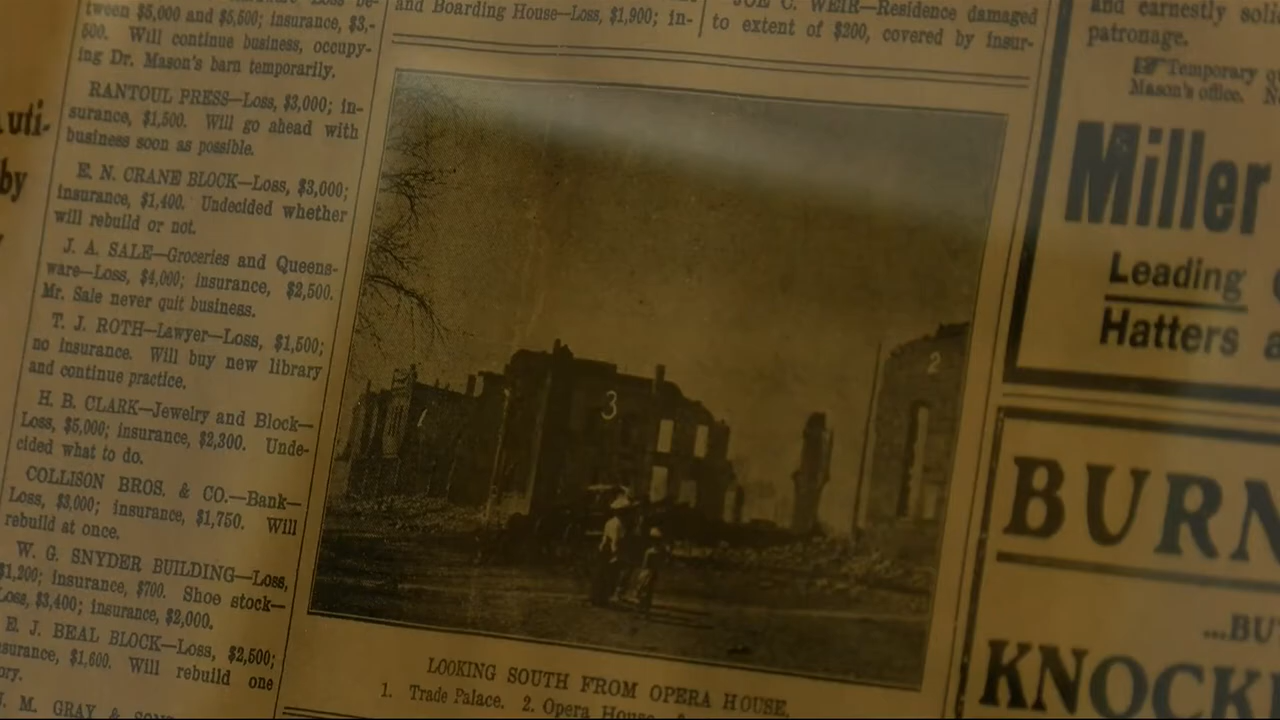 tween $5,000 and $5,500; insurance, $3,-
500. Will continue business, occupy-
ing Dr. Mason's barn temporarily.
RANTOUL PRESS—Loss, $3,000; in-
surance, $1,500. Will go ahead with
business soon as possible.
E. N. CRANE BLOCK—Loss, $3,000;
insurance, $1,400. Undecided whether
will rebuild or not.
J. A. SALE—Groceries and Queens-
ware—Loss, $4,000; insurance, $2,500.
Mr. Sale never quit business.
T. J. ROTH—Lawyer—Loss, $1,500;
no insurance. Will buy new library
and continue practice.
H. B. CLARK—Jewelry and Block—
Loss, $5,000; insurance, $2,300. Unde-
cided what to do.
COLLISON BROS. & CO.—Bank—
Loss, $3,000; insurance, $1,750. Will
rebuild at once.
W. G. SNYDER BUILDING—Loss,
$1,200; insurance, $700. Shoe stock—
Loss, $3,400; insurance, $2,000.
E. J. BEAL BLOCK—Loss, $2,500;
insurance, $1,600. Will rebuild one
J. M. GRAY &
uti-
by
and Boarding House—Loss, $1,900; in-
JOE C. WEIR—Residence damaged
to extent of $200, covered by insur-
1
3
2
LOOKING SOUTH FROM OPERA HOUSE.
1. Trade Palace. 2. Opera House.
and earnestly soli
patronage.
Temporary
Mason's office.
Miller
Leading
Hatters a
BURN
...BU
KNOCK